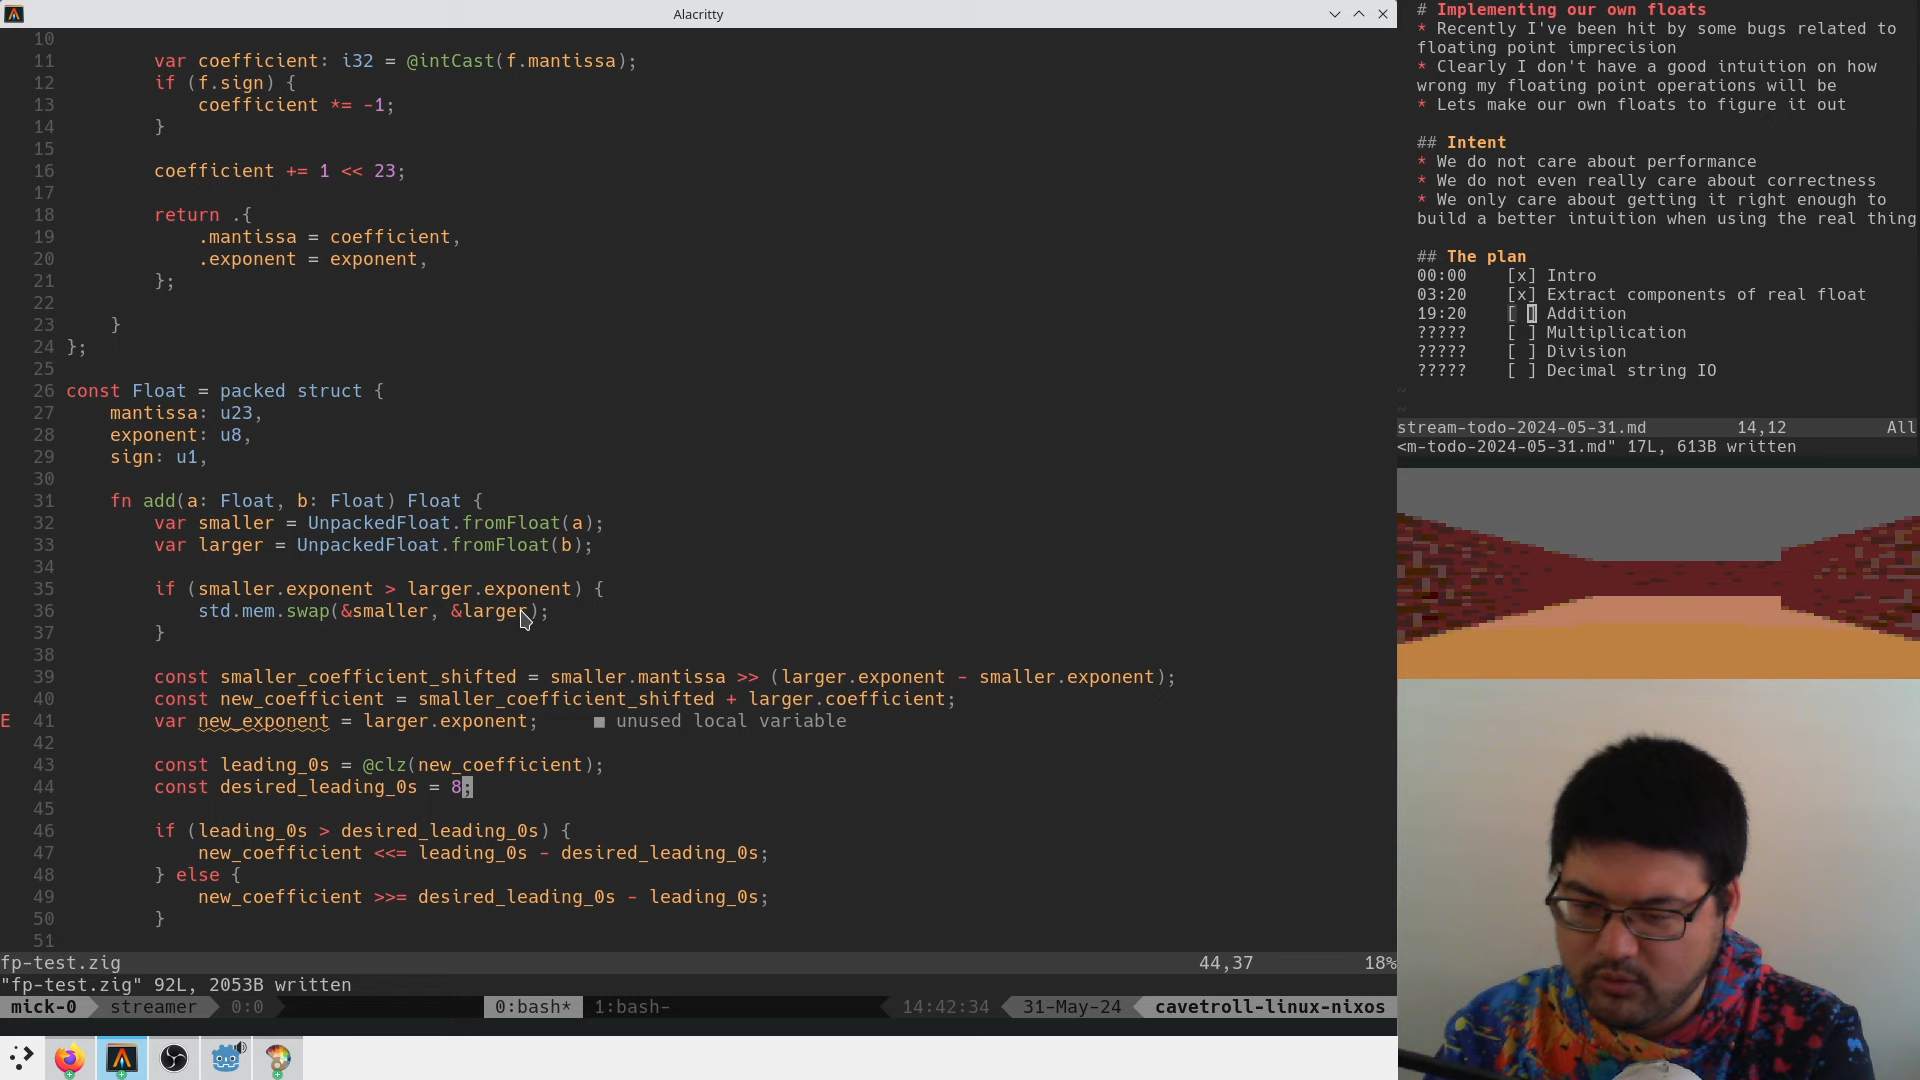 Alacritty
10
11 var coefficient: i32 = @intCast(f.mantissa);
12 if (f.sign) {
13 coefficient *= -1;
14 }
15
16 coefficient += 1 << 23;
17
18 return .{
19 .mantissa = coefficient,
20 .exponent = exponent,
21 };
22
23 }
24 };
25
26 const Float = packed struct {
27 mantissa: u23,
28 exponent: u8,
29 sign: u1,
30
31 fn add(a: Float, b: Float) Float {
32 var smaller = UnpackedFloat.fromFloat(a);
33 var larger = UnpackedFloat.fromFloat(b);
34
35 if (smaller.exponent > larger.exponent) {
36 std.mem.swap(&smaller, &larger);
37 }
38
39 const smaller_coefficient_shifted = smaller.mantissa >> (larger.exponent - smaller.exponent);
40 const new_coefficient = smaller_coefficient_shifted + larger.coefficient;
E 41 var new_exponent = larger.exponent; ■ unused local variable
42
43 const leading_0s = @clz(new_coefficient);
44 const desired_leading_0s = 8;
45
46 if (leading_0s > desired_leading_0s) {
47 new_coefficient <<= leading_0s - desired_leading_0s;
48 } else {
49 new_coefficient >>= desired_leading_0s - leading_0s;
50 }
51
fp-test.zig 44,37 18%
"fp-test.zig" 92L, 2053B written
mick-0 streamer 0:0 0:bash* 1:bash- 14:42:34 31-May-24 cavetroll-linux-nixos
# Implementing our own floats
* Recently I've been hit by some bugs related to
floating point imprecision
* Clearly I don't have a good intuition on how
wrong my floating point operations will be
* Lets make our own floats to figure it out
## Intent
* We do not care about performance
* We do not even really care about correctness
* We only care about getting it right enough to
build a better intuition when using the real thing
## The plan
00:00 [x] Intro
03:20 [x] Extract components of real float
19:20 [ ] Addition
????? [ ] Multiplication
????? [ ] Division
????? [ ] Decimal string IO
~
~
stream-todo-2024-05-31.md 14,12 All
<m-todo-2024-05-31.md" 17L, 613B written